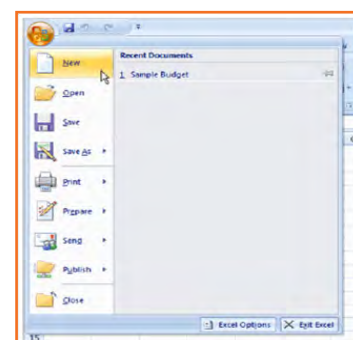 New
Open
Save
Save As
Print
Prepare
Send
Publish
Close
Recent Documents
1 Sample Budget
Excel Options
Exit Excel
15